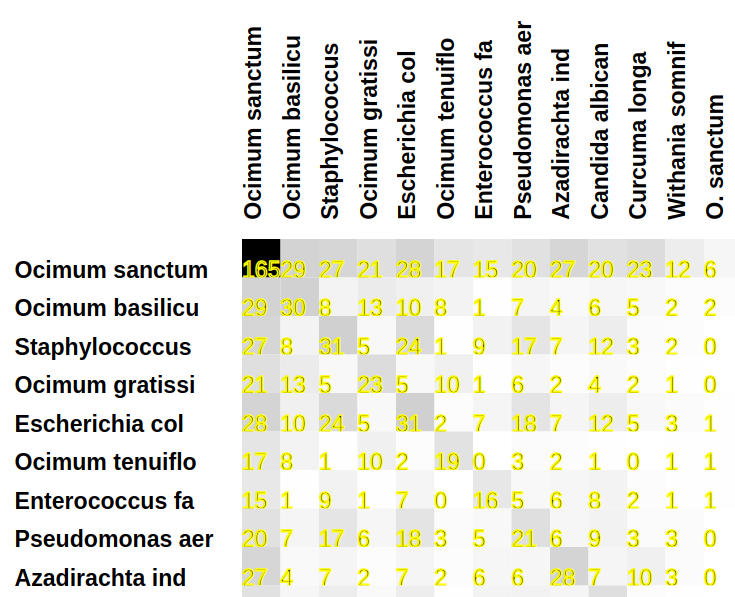 Ocimum sanctum
Ocimum basilicu
Staphylococcus
Ocimum gratissi
Escherichia col
Ocimum tenuiflo
Enterococcus fa
Pseudomonas aer
Azadirachta ind
Candida albican
Curcuma longa
Withania somnif
O. sanctum
Ocimum sanctum 165 29 27 21 28 17 15 20 27 20 23 12 6
Ocimum basilicu 29 30 8 13 10 8 1 7 4 6 5 2 2
Staphylococcus 27 8 31 5 24 1 9 17 7 12 3 2 0
Ocimum gratissi 21 13 5 23 5 10 1 6 2 4 2 1 0
Escherichia col 28 10 24 5 31 2 7 18 7 12 5 3 1
Ocimum tenuiflo 17 8 1 10 2 19 0 3 2 1 0 1 1
Enterococcus fa 15 1 9 1 7 0 16 5 6 8 2 1 1
Pseudomonas aer 20 7 17 6 18 3 5 21 6 9 3 3 0
Azadirachta ind 27 4 7 2 7 2 6 6 28 7 10 3 0